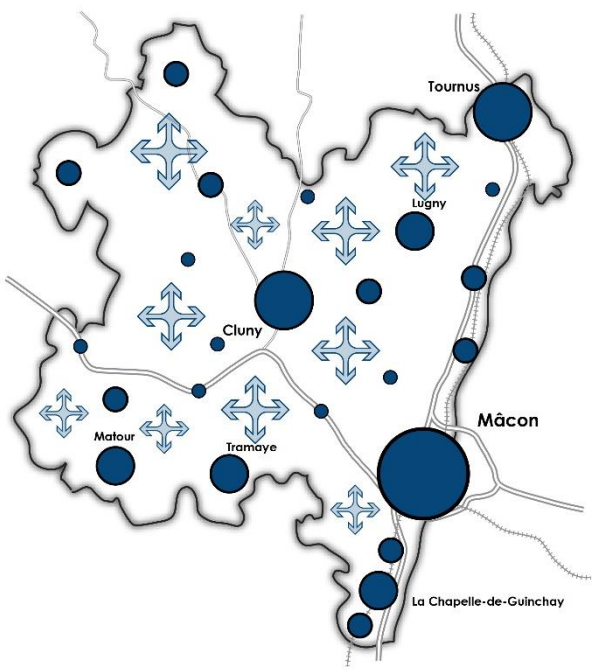 Tournus
Lugny
Cluny
Mâcon
Matour
Tramaye
La Chapelle-de-Guinchay